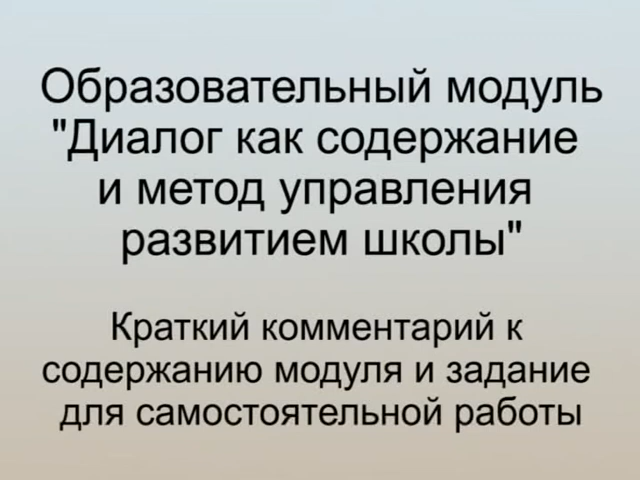 Образовательный модуль
"Диалог как содержание
и метод управления
развитием школы"
Краткий комментарий к
содержанию модуля и задание
для самостоятельной работы